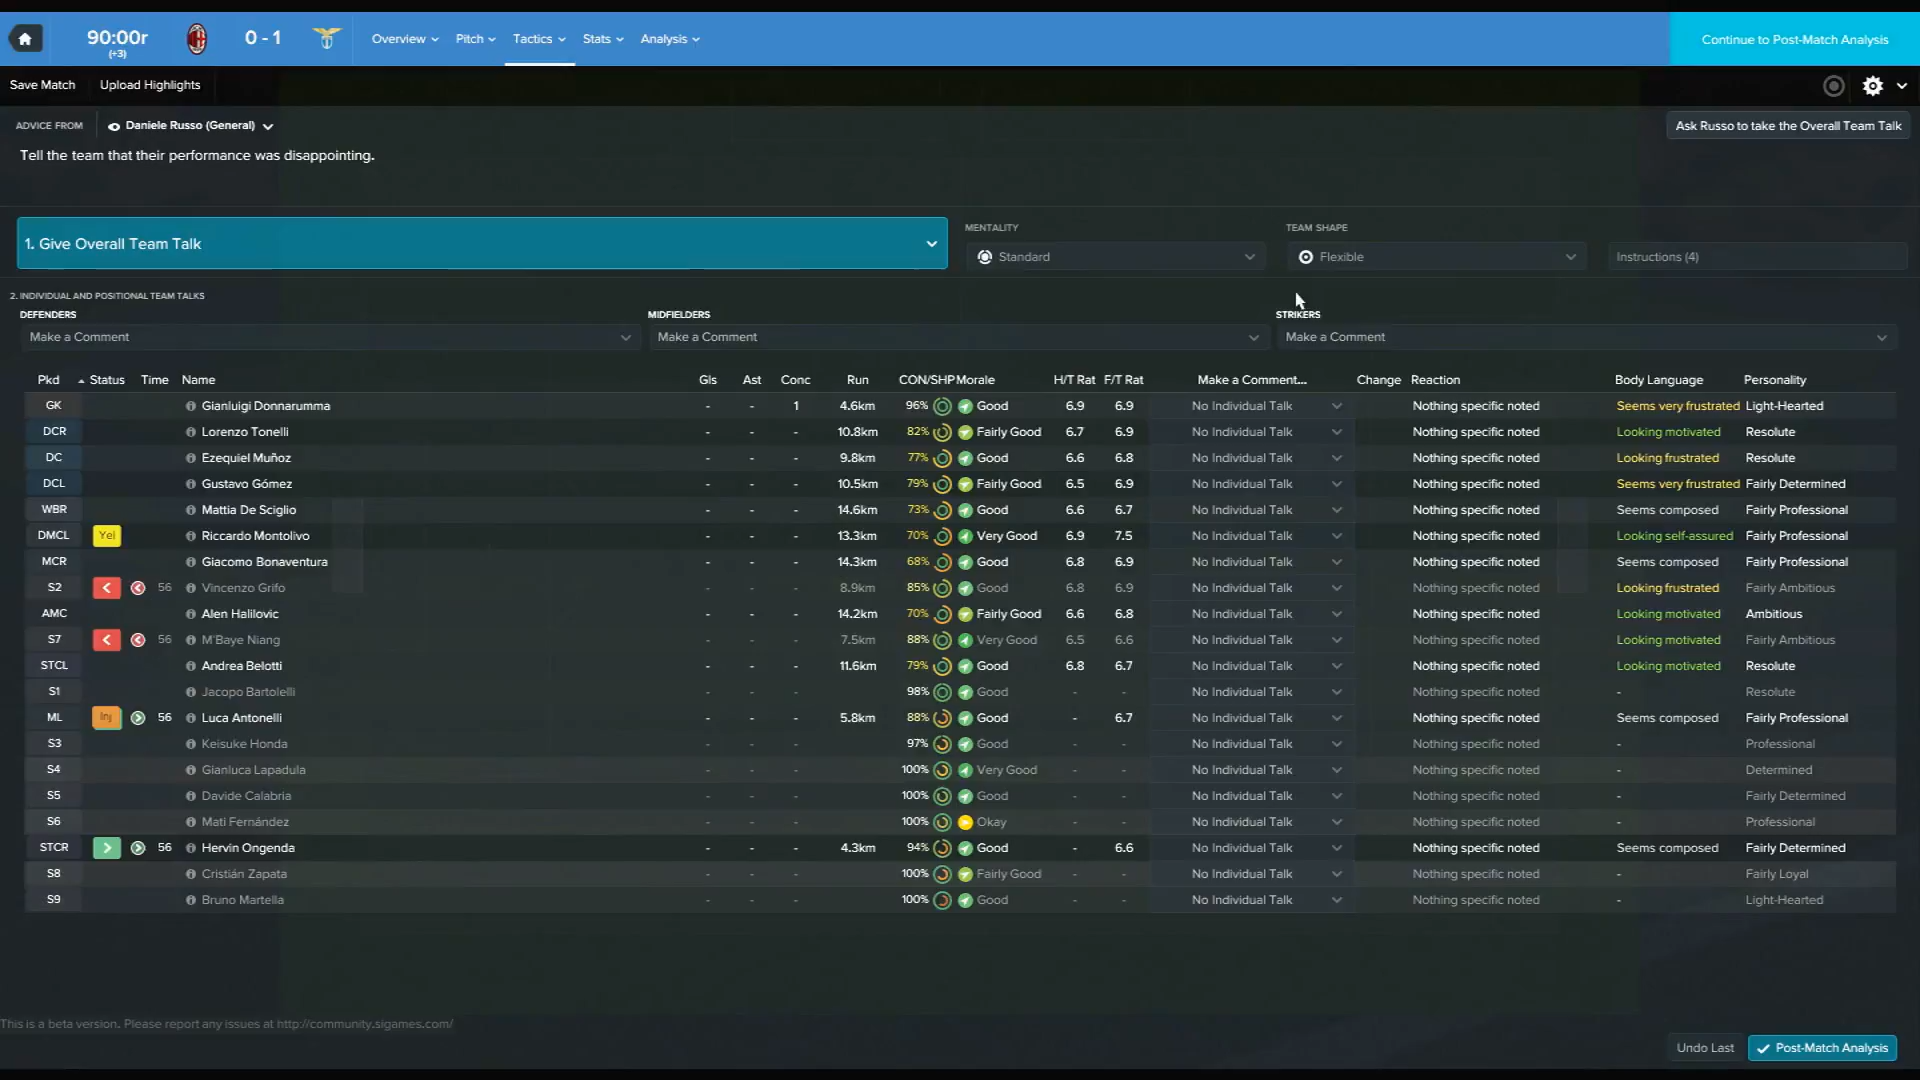 90:00r
(+3)
0 - 1
Overview Pitch Tactics Stats Analysis
Continue to Post-Match Analysis
Save Match Upload Highlights
ADVICE FROM Daniele Russo (General)
Ask Russo to take the Overall Team Talk
Tell the team that their performance was disappointing.
MENTALITY TEAM SHAPE
1. Give Overall Team Talk
Standard Flexible Instructions (4)
2. INDIVIDUAL AND POSITIONAL TEAM TALKS
DEFENDERS MIDFIELDERS STRIKERS
Make a Comment Make a Comment Make a Comment
Pkd Status Time Name Gls Ast Conc Run CON/SHP Morale H/T Rat F/T Rat Make a Comment... Change Reaction Body Language Personality
GK Gianluigi Donnarumma - - 1 4.6km 96% Good 6.9 6.9 No Individual Talk Nothing specific noted Seems very frustrated Light-Hearted
DCR Lorenzo Tonelli - - - 10.8km 82% Fairly Good 6.7 6.9 No Individual Talk Nothing specific noted Looking motivated Resolute
DC Ezequiel Muñoz - - - 9.8km 77% Good 6.6 6.8 No Individual Talk Nothing specific noted Looking frustrated Resolute
DCL Gustavo Gómez - - - 10.5km 79% Fairly Good 6.5 6.9 No Individual Talk Nothing specific noted Seems very frustrated Fairly Determined
WBR Mattia De Sciglio - - - 14.6km 73% Good 6.6 6.7 No Individual Talk Nothing specific noted Seems composed Fairly Professional
DMCL Yel Riccardo Montolivo - - - 13.3km 70% Very Good 6.9 7.5 No Individual Talk Nothing specific noted Looking self-assured Fairly Professional
MCR Giacomo Bonaventura - - - 14.3km 68% Good 6.8 6.9 No Individual Talk Nothing specific noted Seems composed Fairly Professional
S2 56 Vincenzo Grifo - - - 8.9km 85% Good 6.8 6.9 No Individual Talk Nothing specific noted Looking frustrated Fairly Ambitious
AMC Alen Halilovic - - - 14.2km 70% Fairly Good 6.6 6.8 No Individual Talk Nothing specific noted Looking motivated Ambitious
S7 56 M'Baye Niang - - - 7.5km 88% Very Good 6.5 6.6 No Individual Talk Nothing specific noted Looking motivated Fairly Ambitious
STCL Andrea Belotti - - - 11.6km 79% Good 6.8 6.7 No Individual Talk Nothing specific noted Looking motivated Resolute
S1 Jacopo Bartolelli - - - 98% Good - - No Individual Talk Nothing specific noted - Resolute
ML Inj 56 Luca Antonelli - - - 5.8km 88% Good - 6.7 No Individual Talk Nothing specific noted Seems composed Fairly Professional
S3 Keisuke Honda - - - 97% Good - - No Individual Talk Nothing specific noted - Professional
S4 Gianluca Lapadula - - - 100% Very Good - - No Individual Talk Nothing specific noted - Determined
S5 Davide Calabria - - - 100% Good - - No Individual Talk Nothing specific noted - Fairly Determined
S6 Mati Fernández - - - 100% Okay - - No Individual Talk Nothing specific noted - Professional
STCR 56 Hervin Ongenda - - - 4.3km 94% Good - 6.6 No Individual Talk Nothing specific noted Seems composed Fairly Determined
S8 Cristián Zapata - - - 100% Fairly Good - - No Individual Talk Nothing specific noted - Fairly Loyal
S9 Bruno Martella - - - 100% Good - - No Individual Talk Nothing specific noted - Light-Hearted
This is a beta version. Please report any issues at http://community.sigames.com/
Undo Last Post-Match Analysis